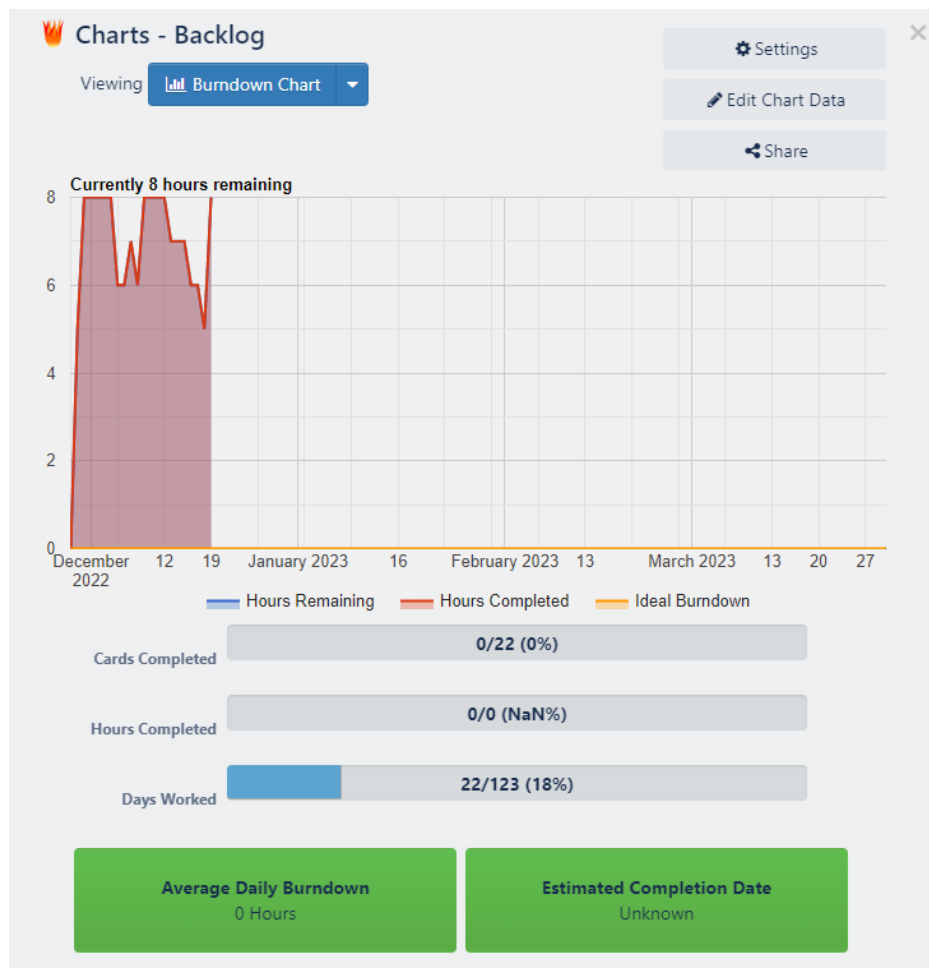 Charts - Backlog
×
Settings
Viewing
Burndown Chart
Edit Chart Data
Share
Currently 8 hours remaining
8
6
4
2
0
December 2022
12
19
January 2023
16
February 2023
13
March 2023
13
20
27
Hours Remaining
Hours Completed
Ideal Burndown
Cards Completed
0/22 (0%)
Hours Completed
0/0 (NaN%)
Days Worked
22/123 (18%)
Average Daily Burndown
0 Hours
Estimated Completion Date
Unknown